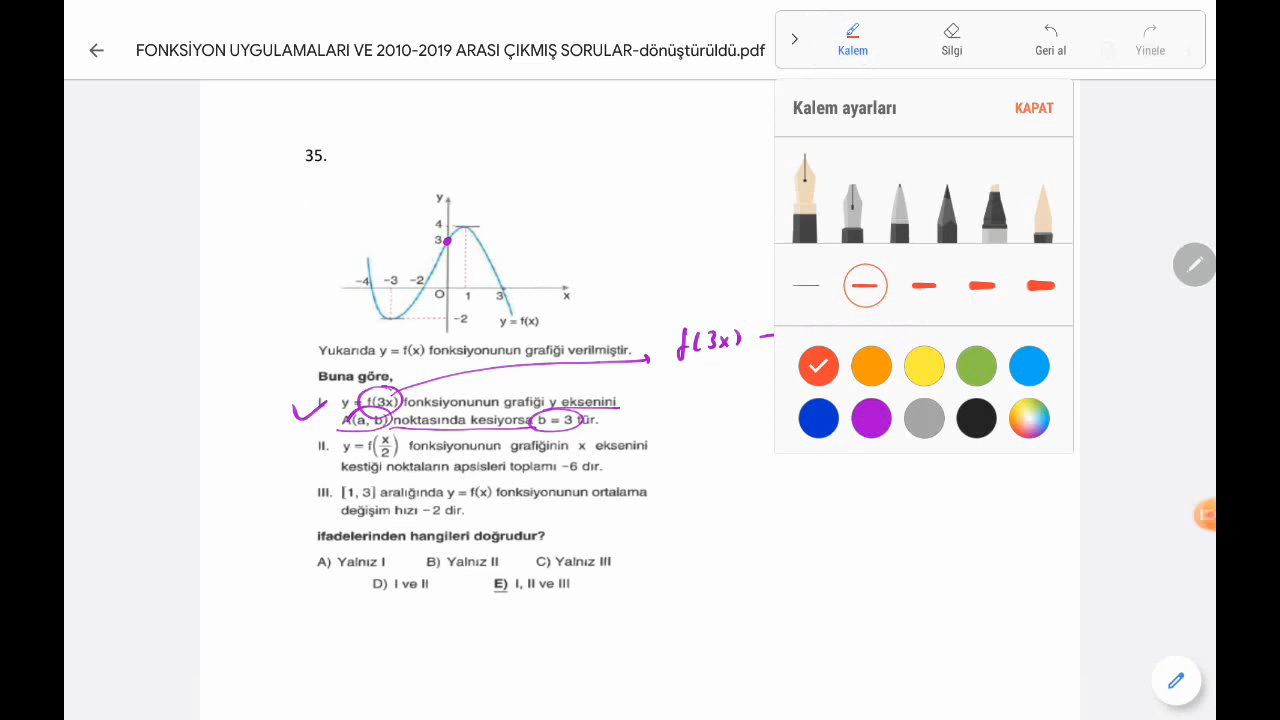 FONKSİYON UYGULAMALARI VE 2010-2019 ARASI ÇIKMIŞ SORULAR-dönüştürüldü.pdf
Kalem
Silgi
Geri al
Yinele
Kalem ayarları
KAPAT
35.
y
4
3
-4
-3
-2
O
1
3
x
-2
y = f(x)
Yukarıda y = f(x) fonksiyonunun grafiği verilmiştir.
f(3x) -
Buna göre,
I. y = f(3x) fonksiyonunun grafiği y eksenini
A(a, b) noktasında kesiyorsa b = 3 tür.
II. y = f(x/2) fonksiyonunun grafiğinin x eksenini
kestiği noktaların apsisleri toplamı -6 dır.
III. [1, 3] aralığında y = f(x) fonksiyonunun ortalama
değişim hızı -2 dir.
ifadelerinden hangileri doğrudur?
A) Yalnız I B) Yalnız II C) Yalnız III
D) I ve II E) I, II ve III